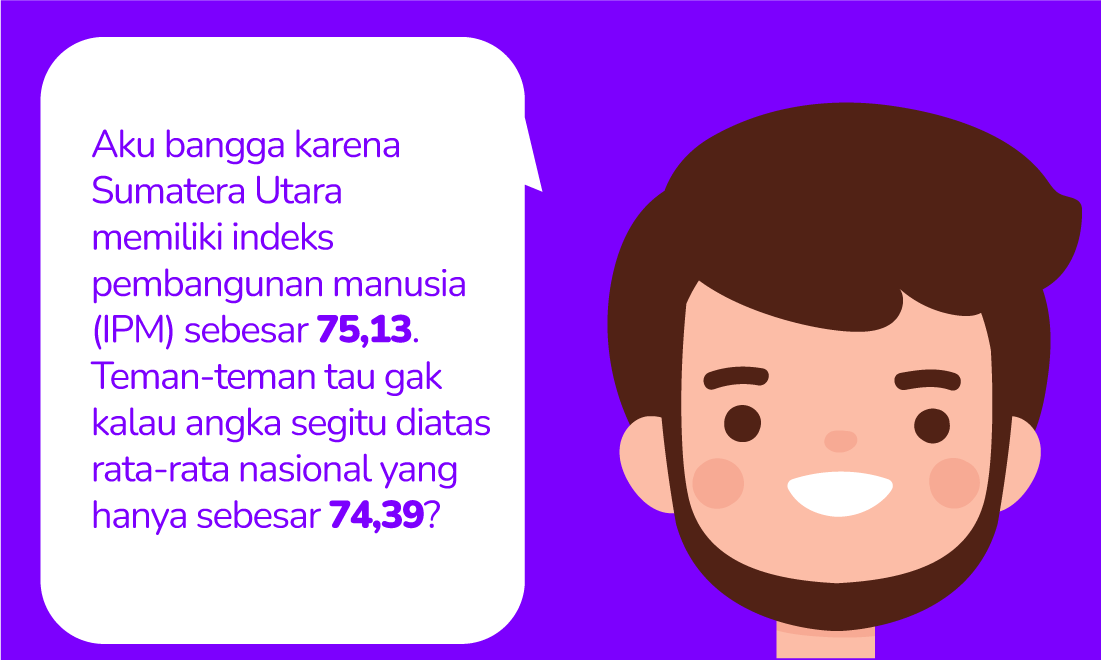 Aku bangga karena
Sumatera Utara
memiliki indeks
pembangunan manusia
(IPM) sebesar 75,13.
Teman-teman tau gak
kalau angka segitu diatas
rata-rata nasional yang
hanya sebesar 74,39?